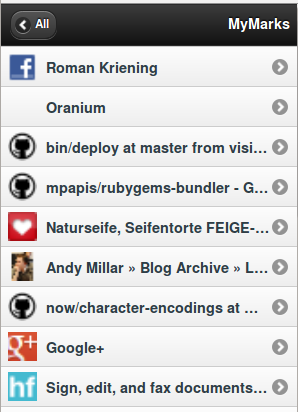 All
MyMarks
Roman Kriening
Oranium
bin/deploy at master from visi...
mpapis/rubygems-bundler - G...
Naturseife, Seifentorte FEIGE-...
Andy Millar » Blog Archive » L...
now/character-encodings at ...
Google+
Sign, edit, and fax documents...